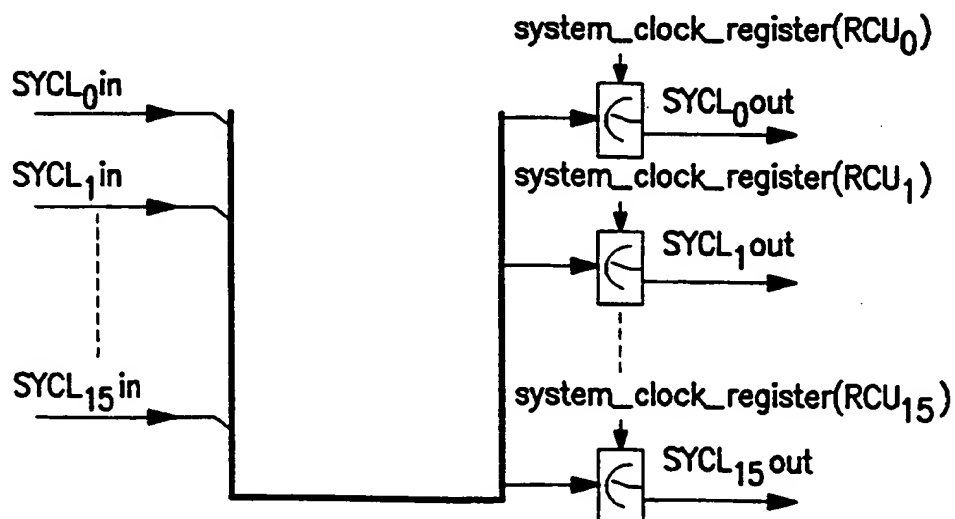 system_clock_register(RCU0)
SYCL0in
SYCL0out
SYCL1in
system_clock_register(RCU1)
SYCL1out
SYCL15in
system_clock_register(RCU15)
SYCL15out